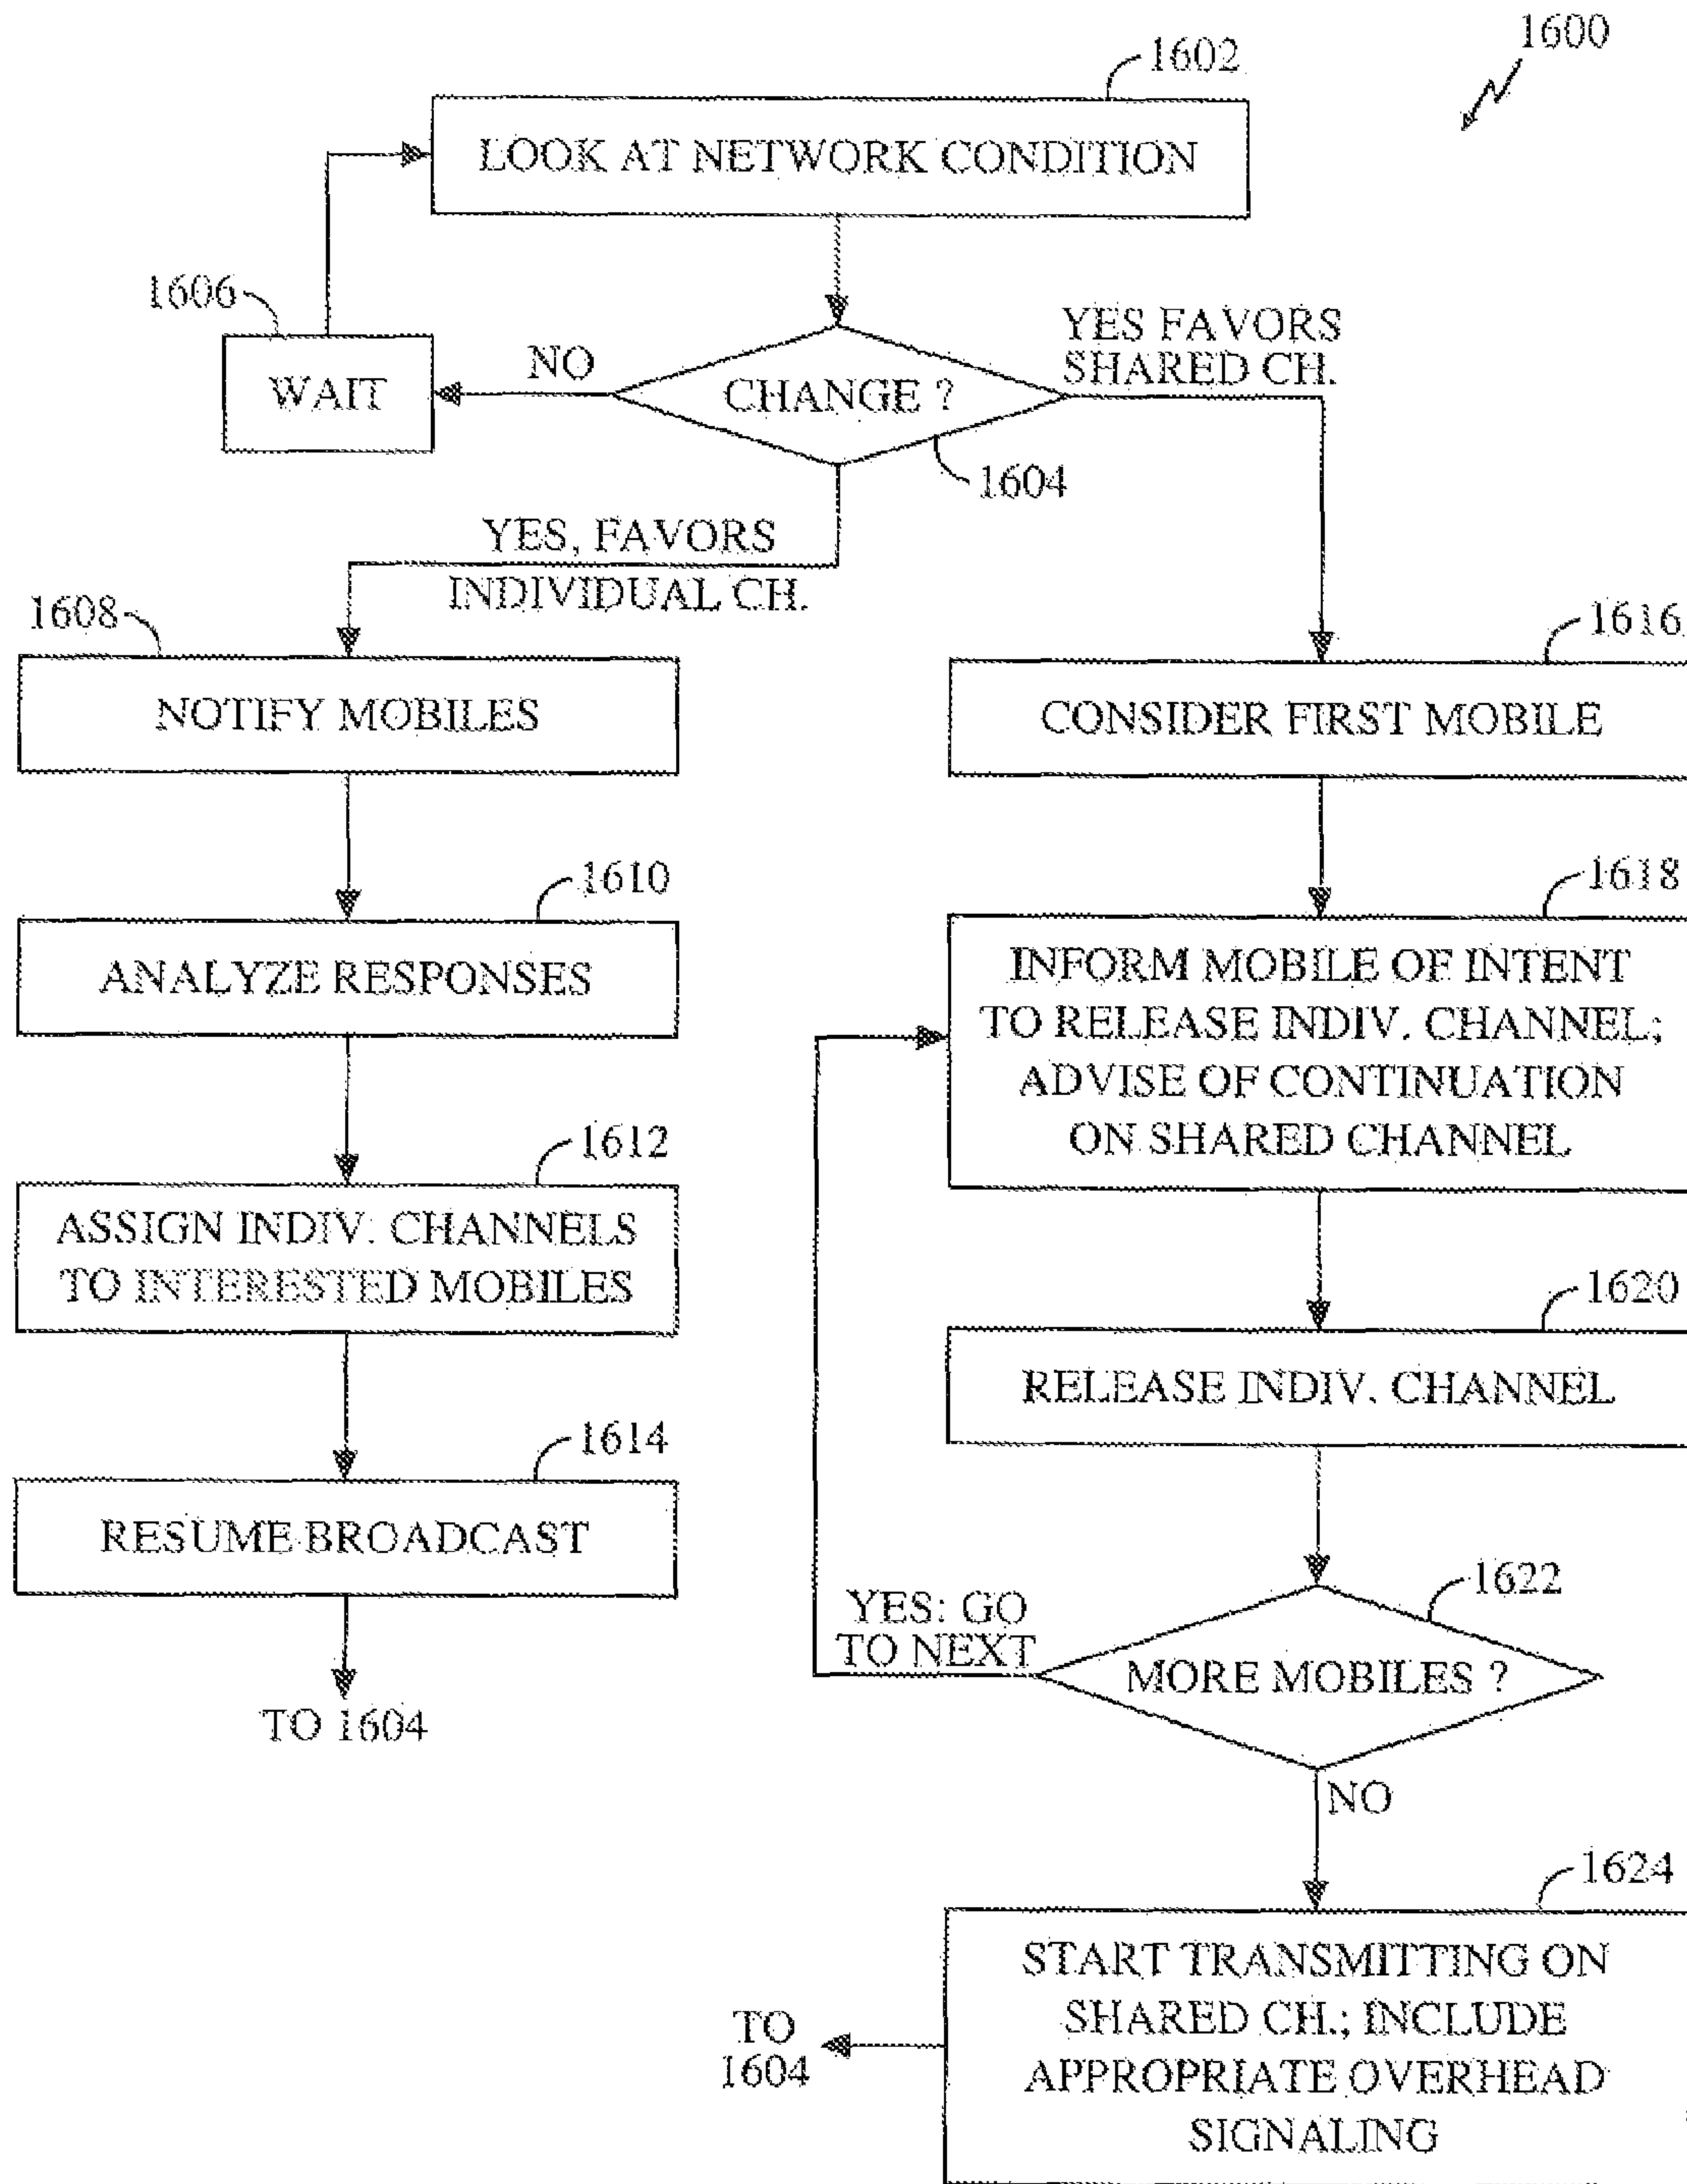 1600
1602
LOOK AT NETWORK CONDITION
1606
WAIT
NO
CHANGE ?
YES FAVORS
SHARED CH.
1604
YES, FAVORS
INDIVIDUAL CH.
1608
NOTIFY MOBILES
1610
ANALYZE RESPONSES
1612
ASSIGN INDIV. CHANNELS
TO INTERESTED MOBILES
1614
RESUME BROADCAST
TO 1604
1616
CONSIDER FIRST MOBILE
1618
INFORM MOBILE OF INTENT
TO RELEASE INDIV. CHANNEL;
ADVISE OF CONTINUATION
ON SHARED CHANNEL
1620
RELEASE INDIV. CHANNEL
1622
YES: GO
TO NEXT
MORE MOBILES ?
NO
1624
START TRANSMITTING ON
SHARED CH.; INCLUDE
APPROPRIATE OVERHEAD
SIGNALING
TO
1604